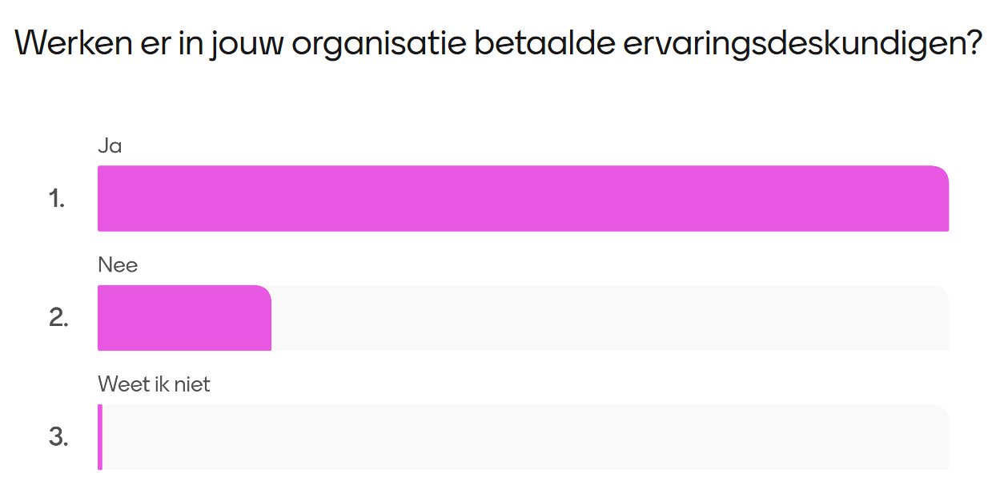 Werken er in jouw organisatie betaalde ervaringsdeskundigen?
Ja
1.
Nee
2.
Weet ik niet
3.